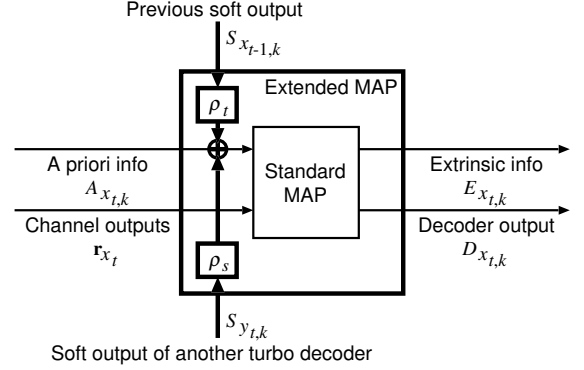 Previous soft output
S_{x_{t-1,k}}
Extended MAP
ρ_t
A priori info
A_{x_{t,k}}
Standard
MAP
Extrinsic info
E_{x_{t,k}}
Channel outputs
r_{x_t}
Decoder output
D_{x_{t,k}}
ρ_s
S_{y_{t,k}}
Soft output of another turbo decoder